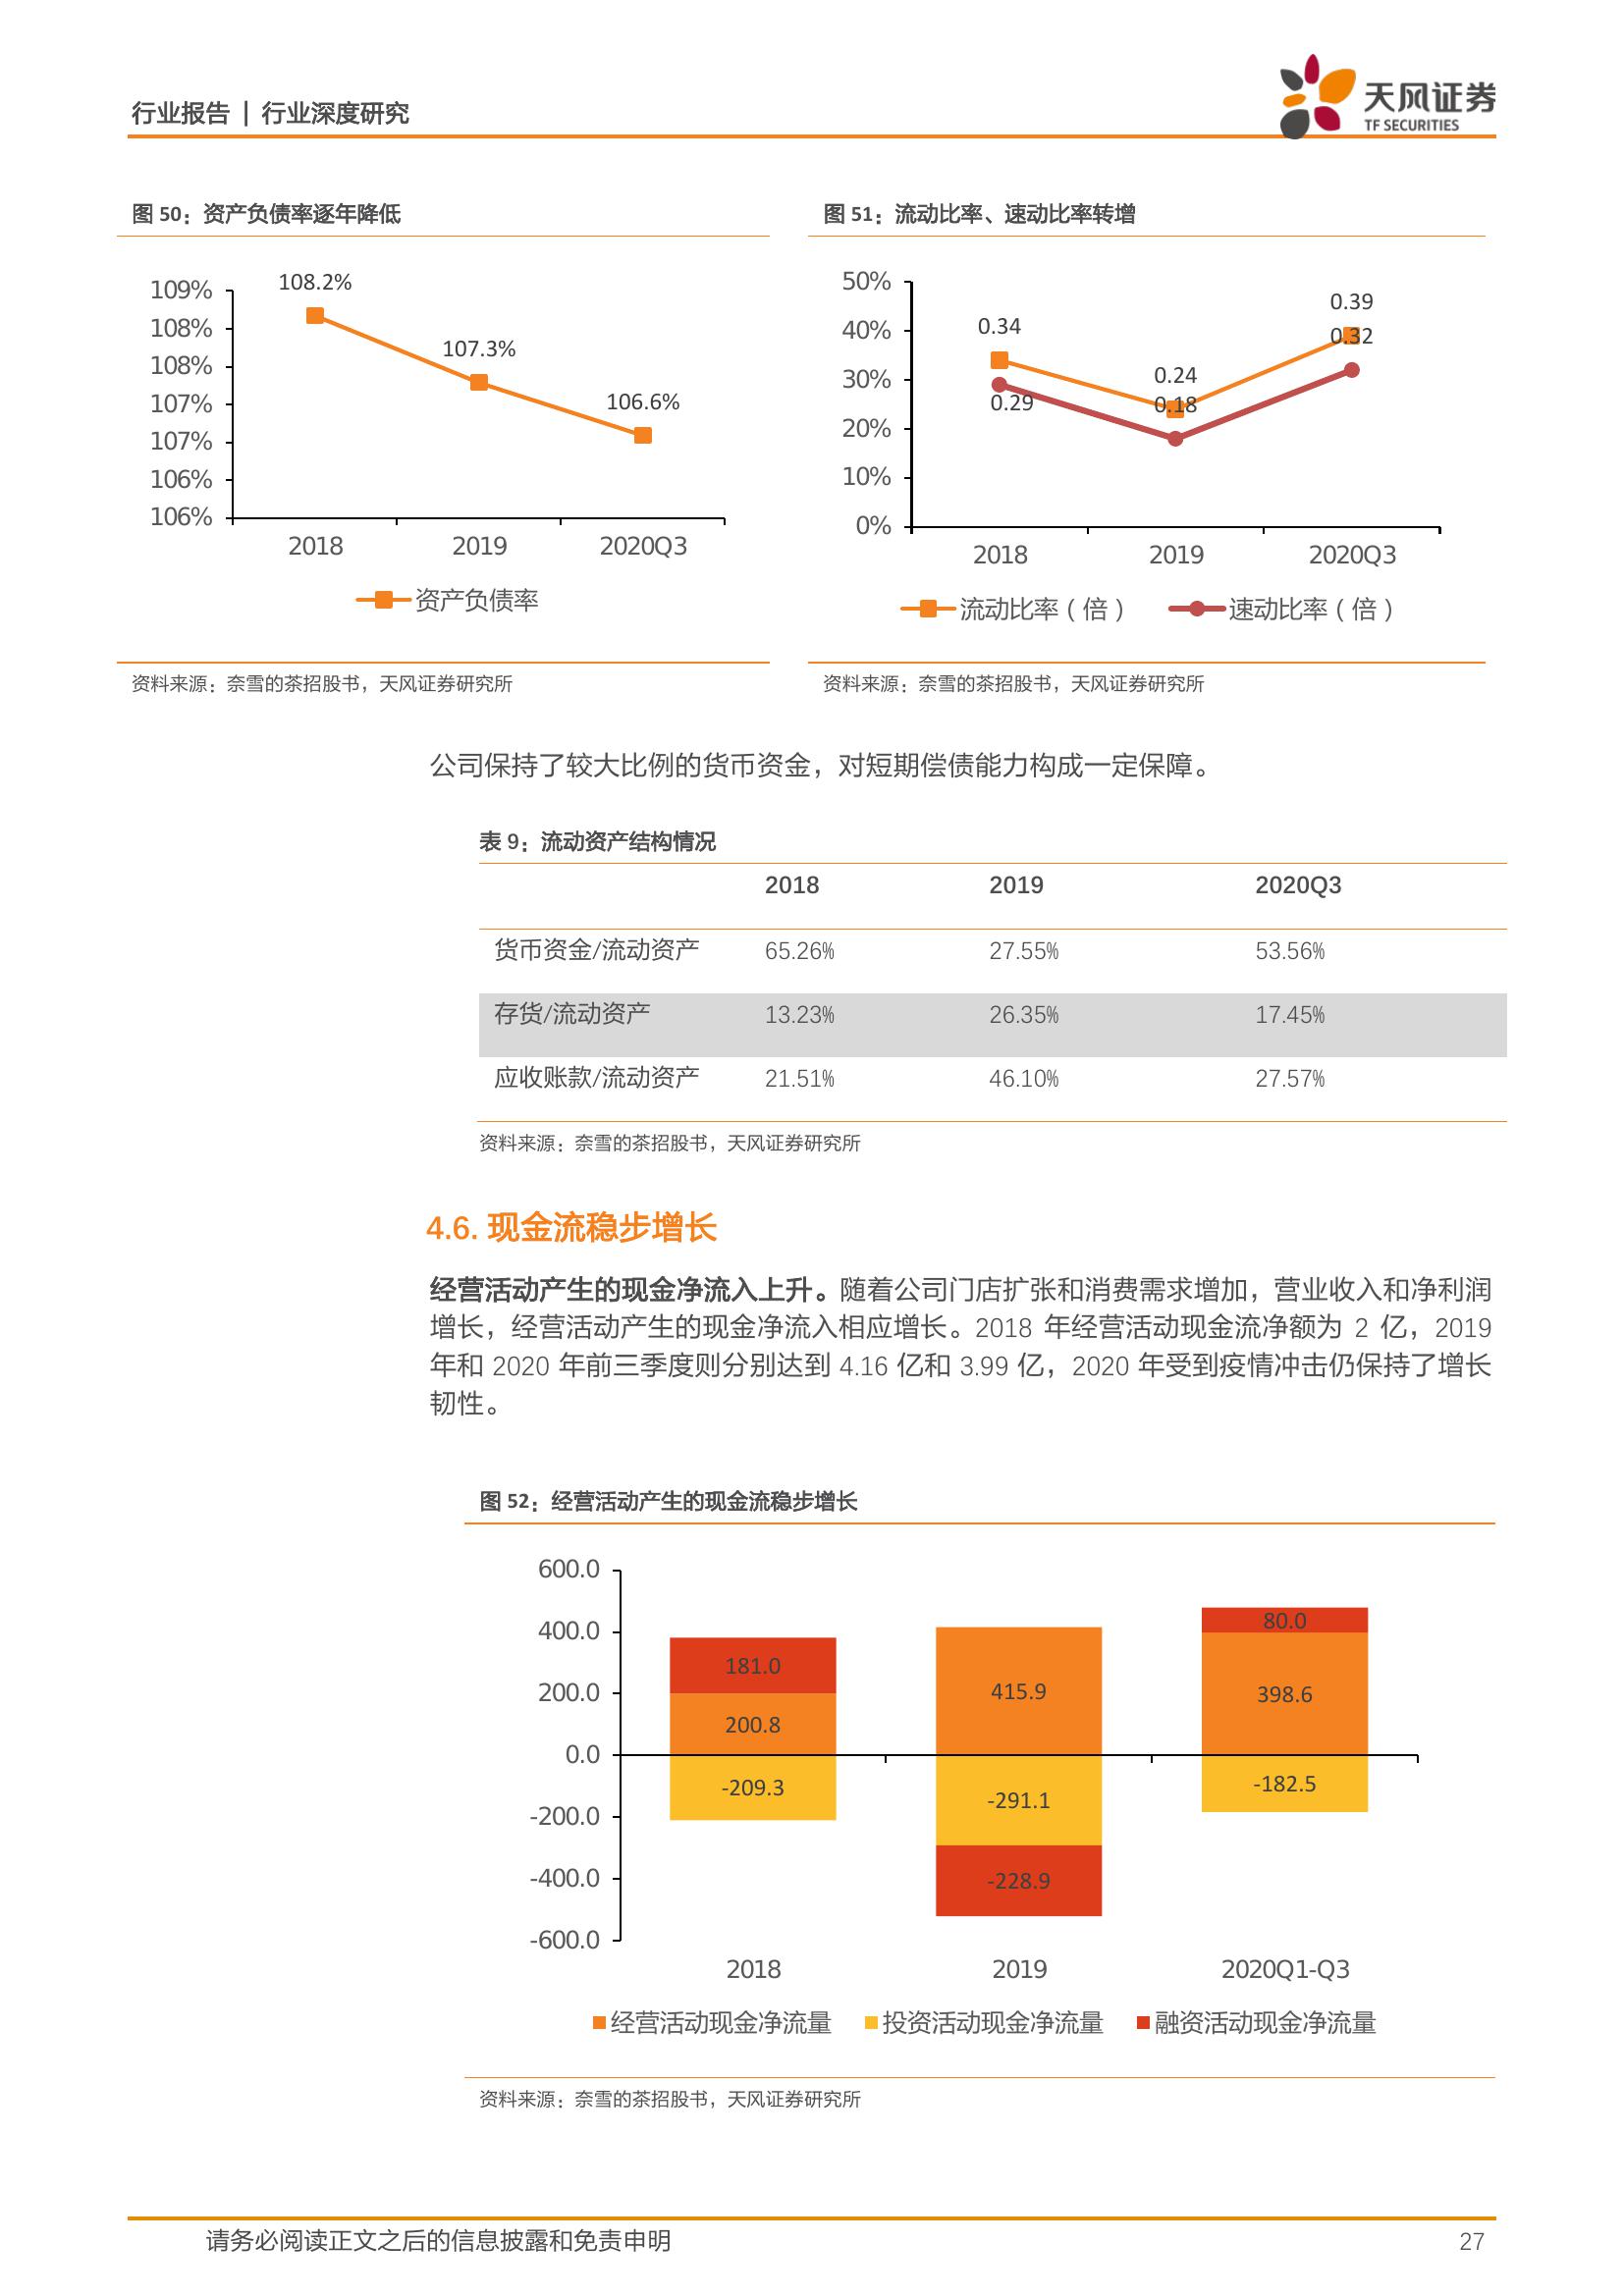 行业报告 | 行业深度研究
天风证券
TF SECURITIES
图 50：资产负债率逐年降低
109%
108%
108%
107%
107%
106%
106%
108.2%
107.3%
106.6%
2018 2019 2020Q3
资产负债率
资料来源：奈雪的茶招股书，天风证券研究所
图 51：流动比率、速动比率转增
50%
40%
30%
20%
10%
0%
0.34
0.24
0.39
0.29
0.18
0.32
2018 2019 2020Q3
流动比率（倍） 速动比率（倍）
资料来源：奈雪的茶招股书，天风证券研究所
公司保持了较大比例的货币资金，对短期偿债能力构成一定保障。
表 9：流动资产结构情况
2018 2019 2020Q3
货币资金/流动资产 65.26% 27.55% 53.56%
存货/流动资产 13.23% 26.35% 17.45%
应收账款/流动资产 21.51% 46.10% 27.57%
资料来源：奈雪的茶招股书，天风证券研究所
4.6. 现金流稳步增长
经营活动产生的现金净流入上升。随着公司门店扩张和消费需求增加，营业收入和净利润
增长，经营活动产生的现金净流入相应增长。2018 年经营活动现金流净额为 2 亿，2019
年和 2020 年前三季度则分别达到 4.16 亿和 3.99 亿，2020 年受到疫情冲击仍保持了增长
韧性。
图 52：经营活动产生的现金流稳步增长
600.0
400.0
200.0
0.0
-200.0
-400.0
-600.0
181.0
200.8
-209.3
415.9
-291.1
-228.9
80.0
398.6
-182.5
2018 2019 2020Q1-Q3
经营活动现金净流量 投资活动现金净流量 融资活动现金净流量
资料来源：奈雪的茶招股书，天风证券研究所
请务必阅读正文之后的信息披露和免责申明 27